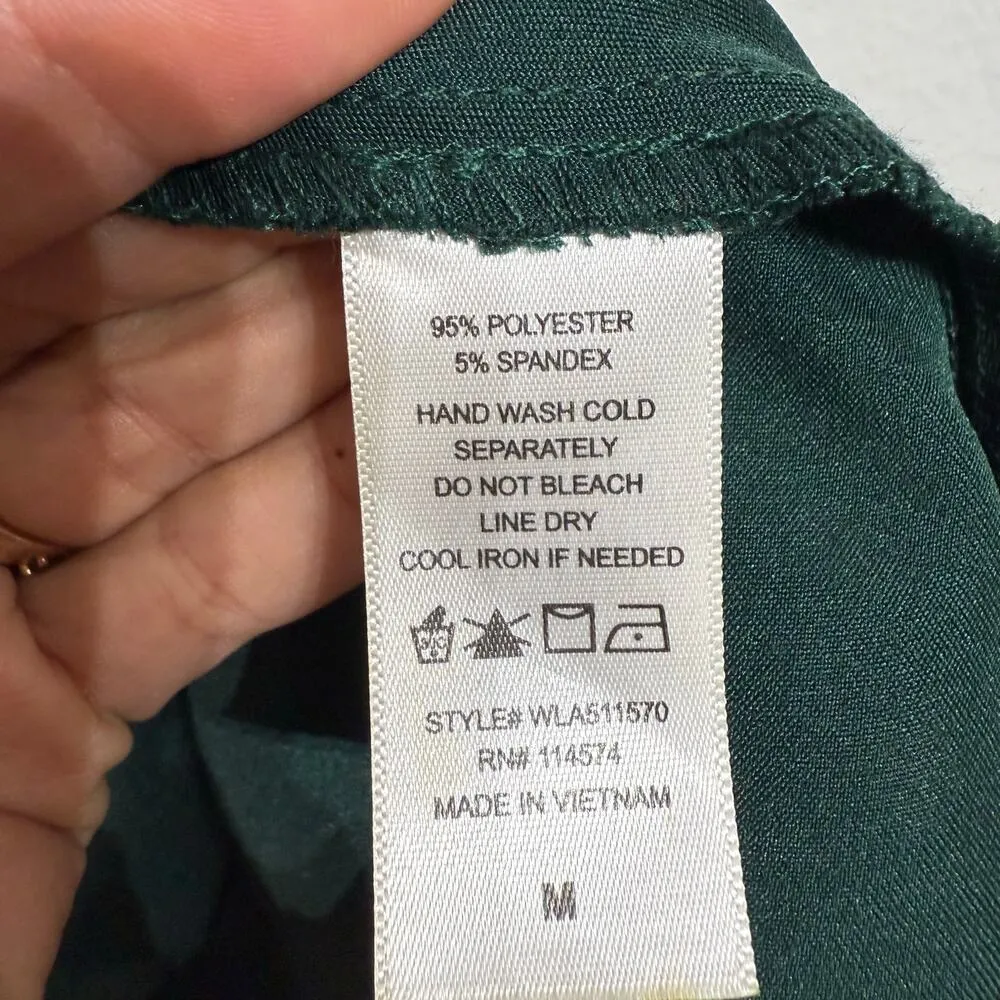 95% POLYESTER
5% SPANDEX
HAND WASH COLD
SEPARATELY
DO NOT BLEACH
LINE DRY
COOL IRON IF NEEDED
STYLE# WLA511570
RN# 114574
MADE IN VIETNAM
M